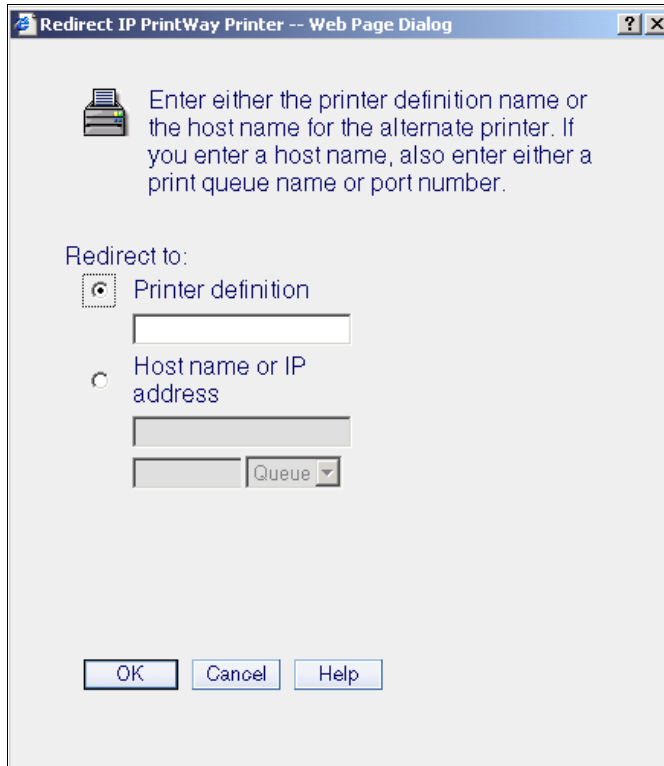 Redirect IP PrintWay Printer -- Web Page Dialog
Enter either the printer definition name or
the host name for the alternate printer. If
you enter a host name, also enter either a
print queue name or port number.
Redirect to:
Printer definition
Host name or IP
address
Queue
OK Cancel Help